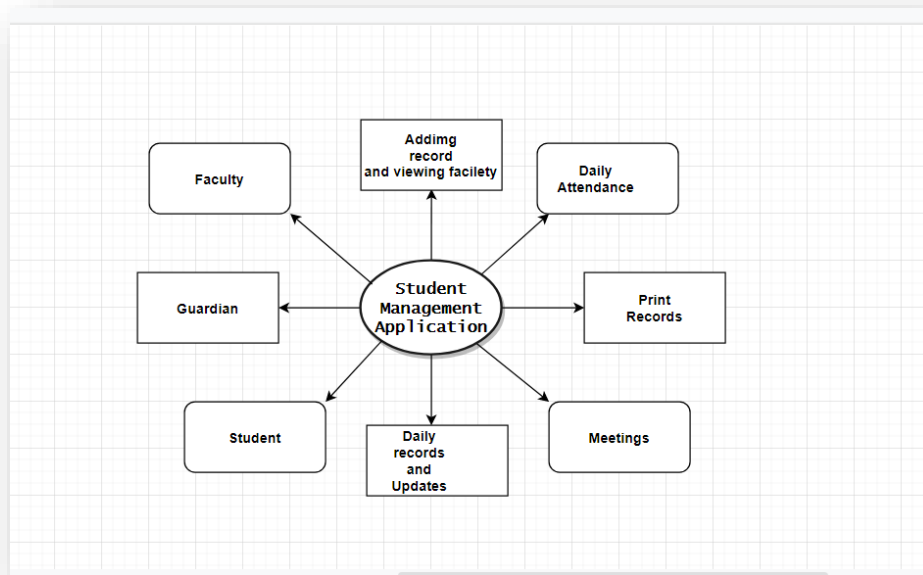 Addimg
record
and viewing facilety
Faculty
Daily
Attendance
Student
Management
Application
Guardian
Print
Records
Student
Daily
records
and
Updates
Meetings